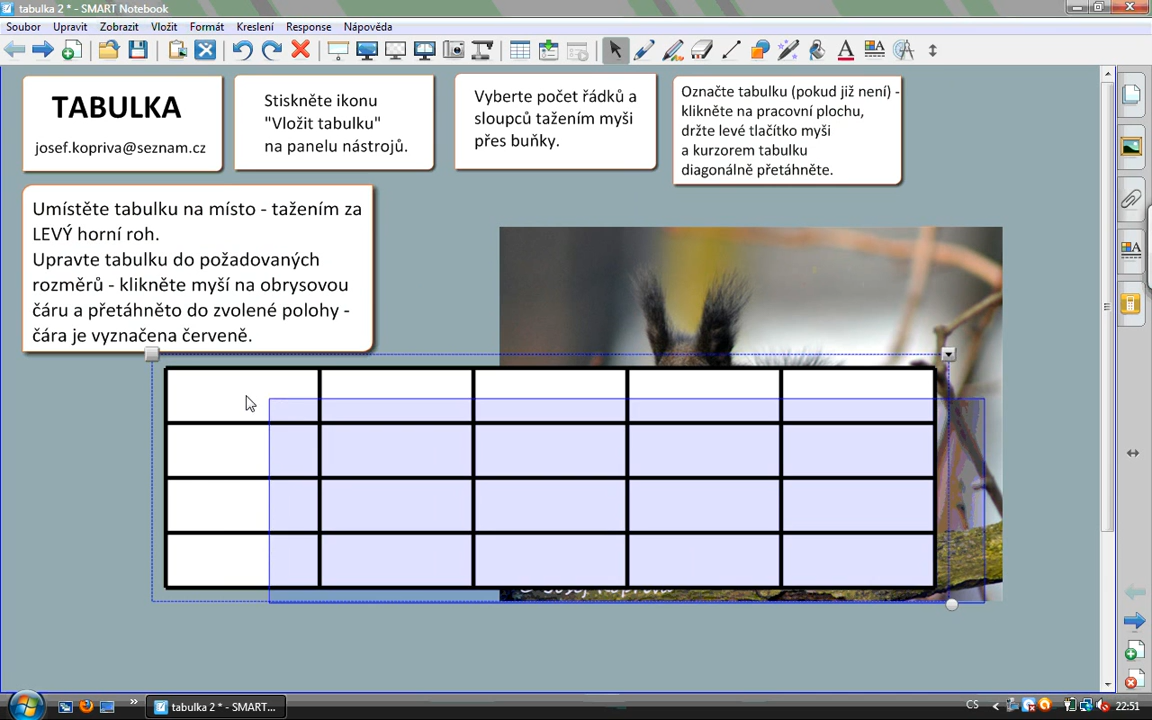 tabulka 2 * - SMART Notebook
Soubor Upravit Zobrazit Vložit Formát Kreslení Response Nápověda
TABULKA
josef.kopriva@seznam.cz
Stiskněte ikonu
"Vložit tabulku"
na panelu nástrojů.
Vyberte počet řádků a
sloupců tažením myši
přes buňky.
Označte tabulku (pokud již není) -
klikněte na pracovní plochu,
držte levé tlačítko myši
a kurzorem tabulku
diagonálně přetáhněte.
Umístěte tabulku na místo - tažením za
LEVÝ horní roh.
Upravte tabulku do požadovaných
rozměrů - klikněte myší na obrysovou
čáru a přetáhněto do zvolené polohy -
čára je vyznačena červeně.
tabulka 2 * - SMART...
CS
22:51